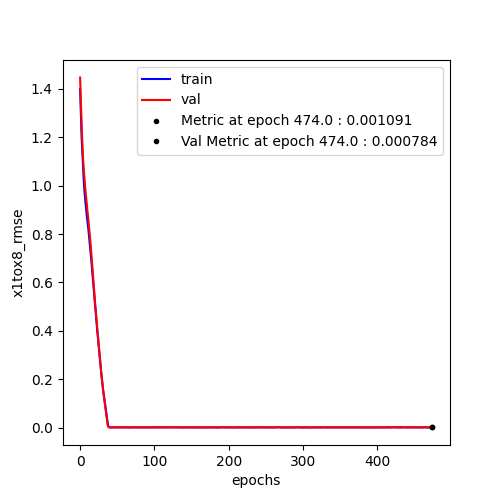 train
val
Metric at epoch 474.0 : 0.001091
Val Metric at epoch 474.0 : 0.000784
1.4
1.2
1.0
0.8
0.6
0.4
0.2
0.0
x1tox8_rmse
0 100 200 300 400
epochs